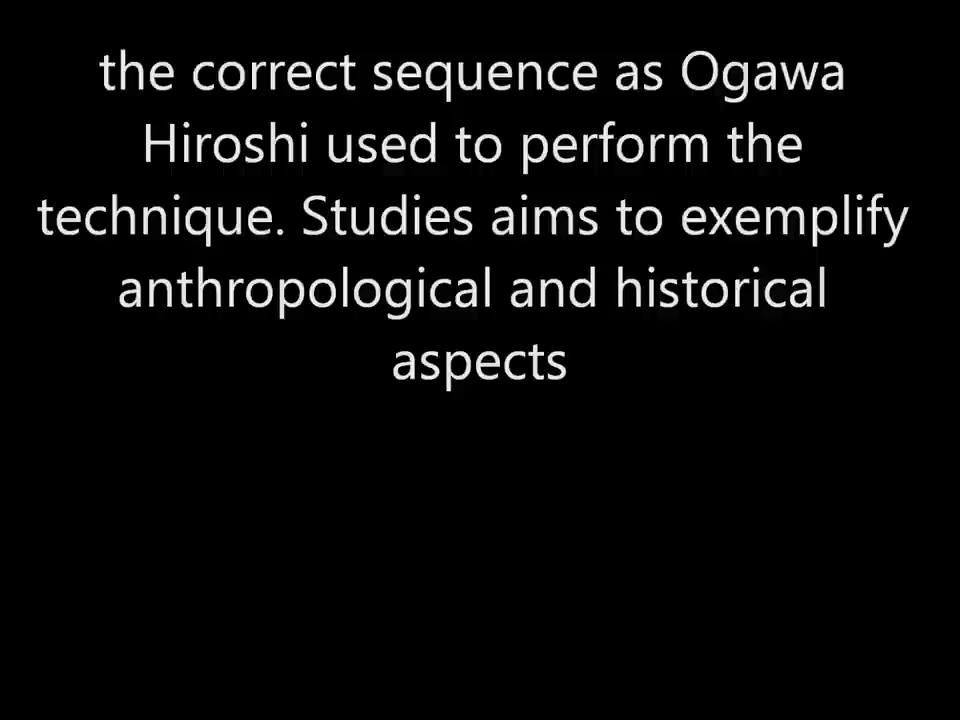 the correct sequence as Ogawa
Hiroshi used to perform the
technique. Studies aims to exemplify
anthropological and historical
aspects